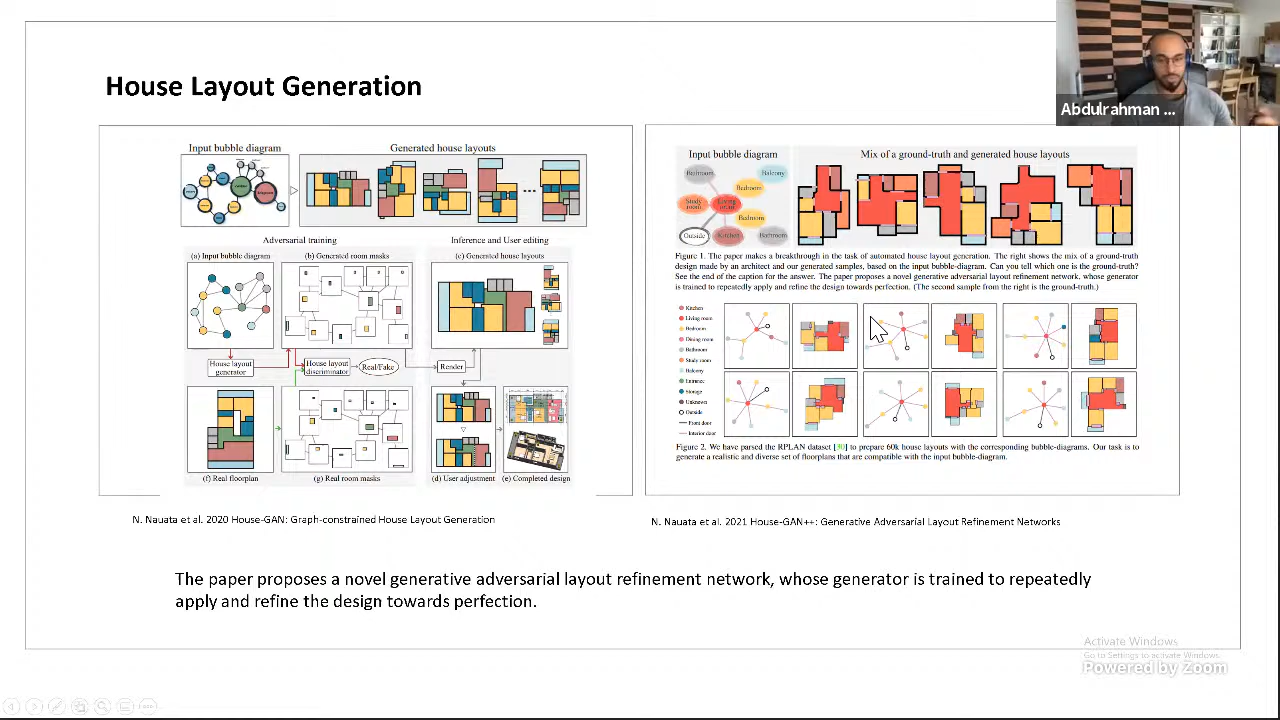 House Layout Generation
Abdulrahman ...
Input bubble diagram
Generated house layouts
Adversarial training
Inference and User editing
(a) Input bubble diagram
(b) Generated room masks
(c) Generated house layouts
House layout
generator
House layout
discriminator
Real/Fake
Render
(f) Real floorplan
(g) Real room masks
(d) User adjustment
(e) Completed design
N. Nauata et al. 2020 House-GAN: Graph-constrained House Layout Generation
Input bubble diagram
Mix of a ground-truth and generated house layouts
Bedroom
Balcony
Bedroom
Study
room
Living
room
Bedroom
Outside
Kitchen
Bathroom
Figure 1. The paper makes a breakthrough in the task of automated house layout generation. The right shows the mix of a ground-truth
design made by an architect and our generated samples, based on the input bubble-diagram. Can you tell which one is the ground-truth?
See the end of the caption for the answer. The paper proposes a novel generative adversarial layout refinement network, whose generator
is trained to repeatedly apply and refine the design towards perfection. (The second sample from the right is the ground-truth.)
Kitchen
Living room
Bedroom
Dining room
Bathroom
Study room
Balcony
Entrance
Storage
Unknown
Outside
Front door
Interior door
Figure 2. We have parsed the RPLAN dataset [30] to prepare 60k house layouts with the corresponding bubble-diagrams. Our task is to
generate a realistic and diverse set of floorplans that are compatible with the input bubble-diagram.
N. Nauata et al. 2021 House-GAN++: Generative Adversarial Layout Refinement Networks
The paper proposes a novel generative adversarial layout refinement network, whose generator is trained to repeatedly
apply and refine the design towards perfection.
Activate Windows
Go to Settings to activate Windows.
Powered by Zoom